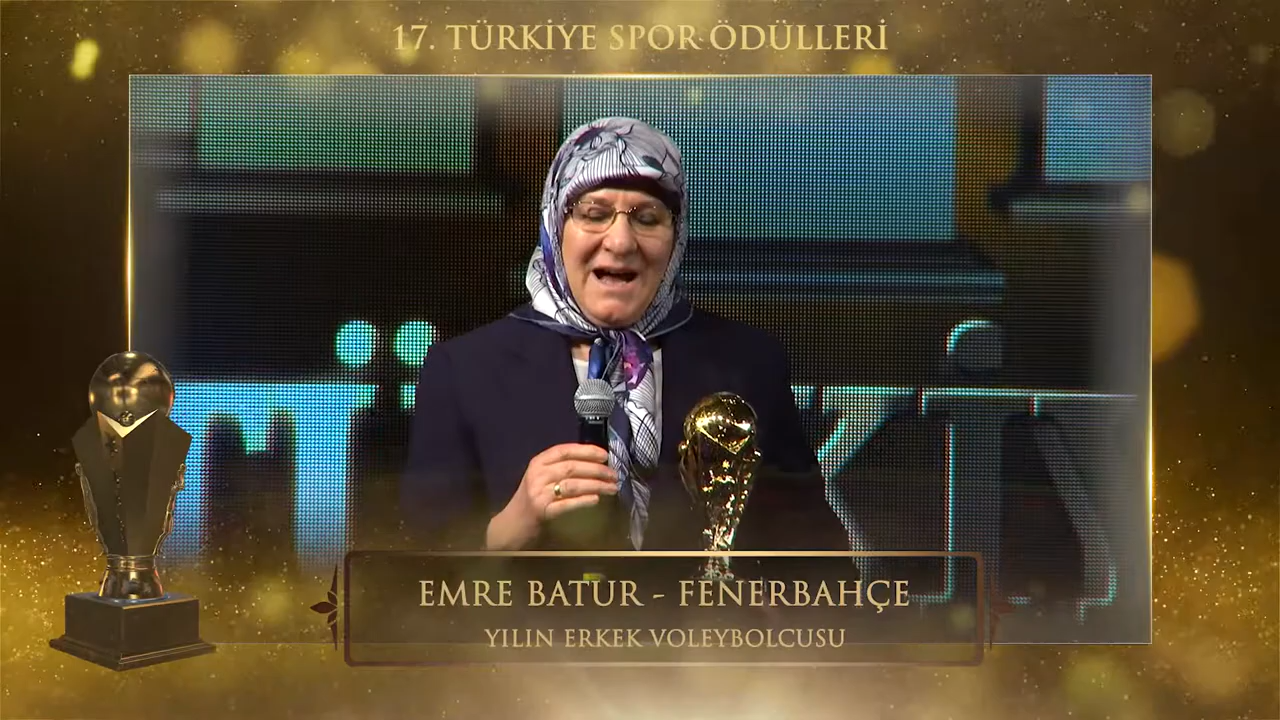 17. TÜRKİYE SPOR ÖDÜLLERİ
EMRE BATUR - FENERBAHÇE
YILIN ERKEK VOLEYBOLCUSU